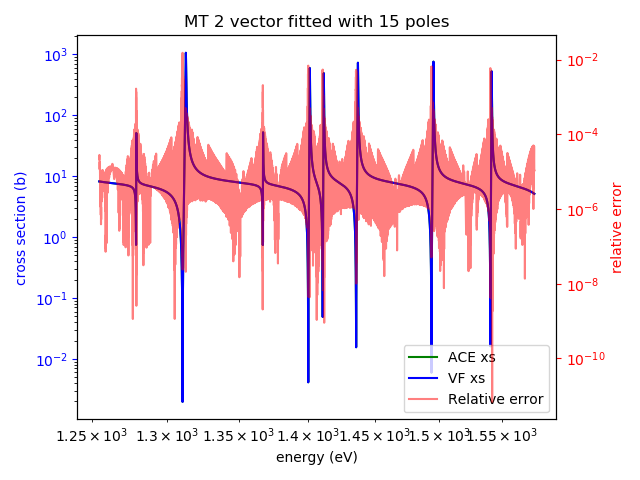 MT 2 vector fitted with 15 poles
10³
10²
10¹
10⁰
10⁻¹
10⁻²
cross section (b)
10⁻²
10⁻⁴
10⁻⁶
10⁻⁸
10⁻¹⁰
relative error
ACE xs
VF xs
Relative error
1.25 × 10³ 1.3 × 10³ 1.35 × 10³ 1.4 × 10³ 1.45 × 10³ 1.5 × 10³ 1.55 × 10³
energy (eV)